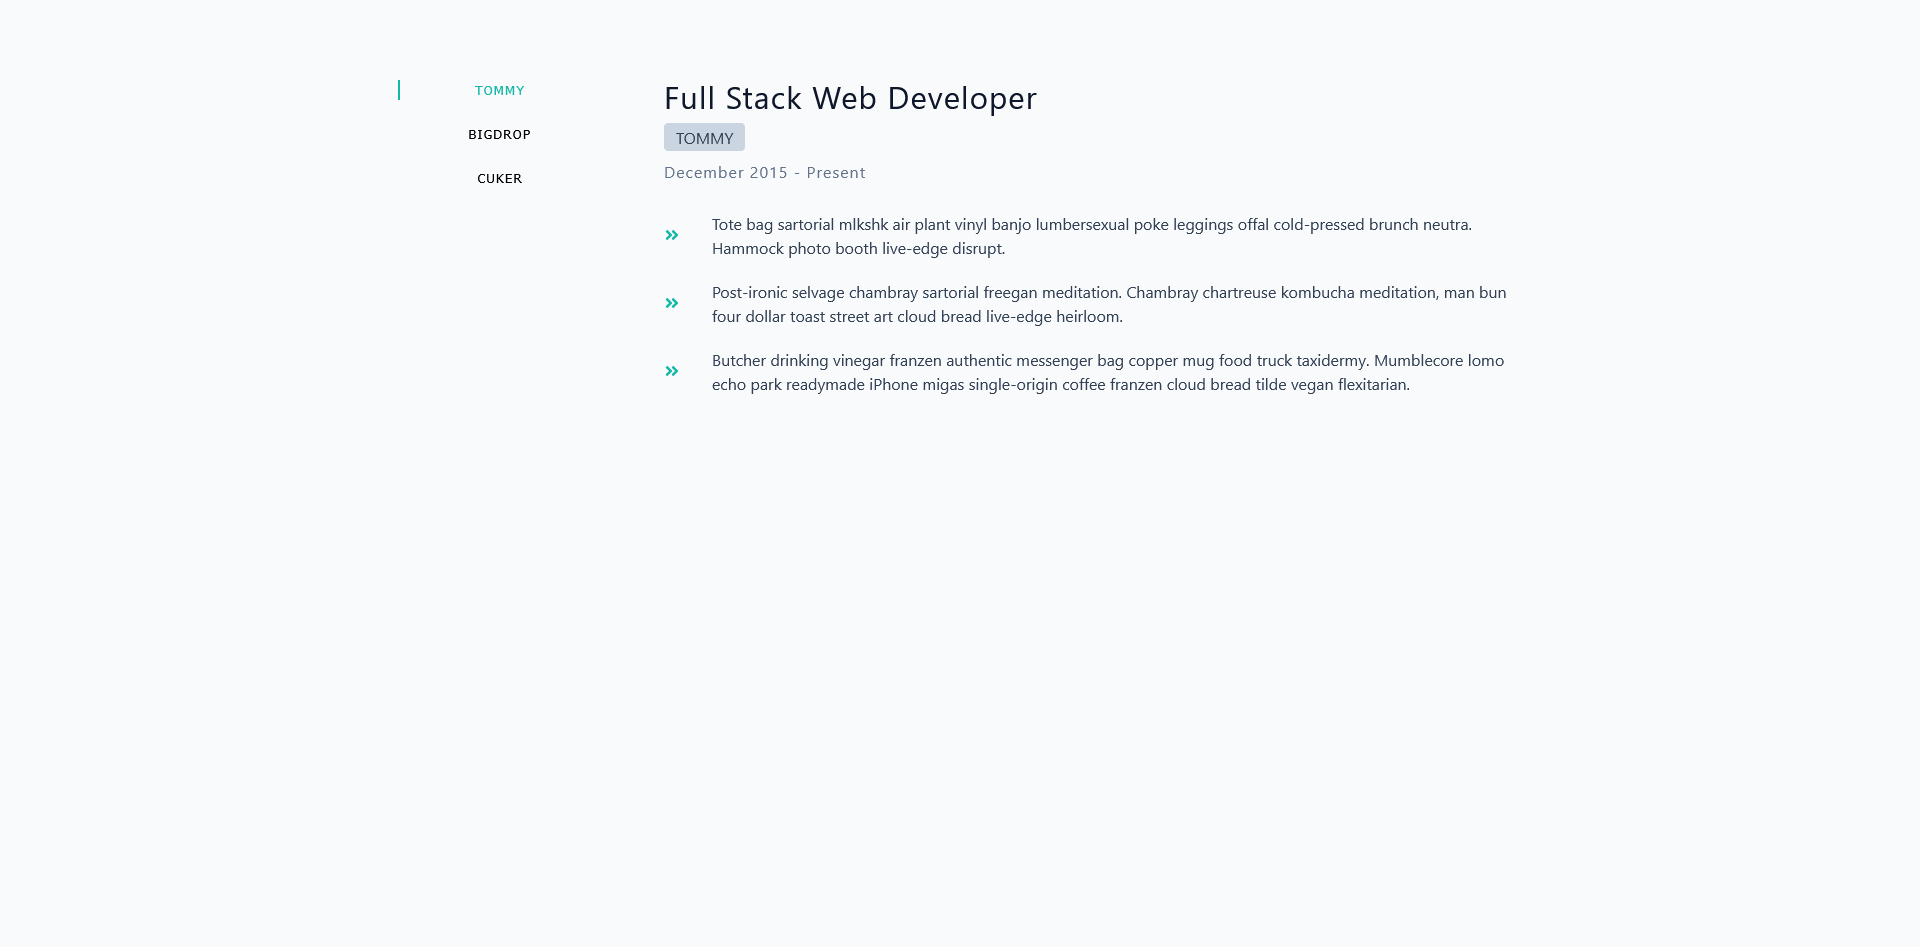 TOMMY
BIGDROP
CUKER
Full Stack Web Developer
TOMMY
December 2015 - Present
Tote bag sartorial mlkshk air plant vinyl banjo lumbersexual poke leggings offal cold-pressed brunch neutra.
Hammock photo booth live-edge disrupt.
Post-ironic selvage chambray sartorial freegan meditation. Chambray chartreuse kombucha meditation, man bun
four dollar toast street art cloud bread live-edge heirloom.
Butcher drinking vinegar franzen authentic messenger bag copper mug food truck taxidermy. Mumblecore lomo
echo park readymade iPhone migas single-origin coffee franzen cloud bread tilde vegan flexitarian.